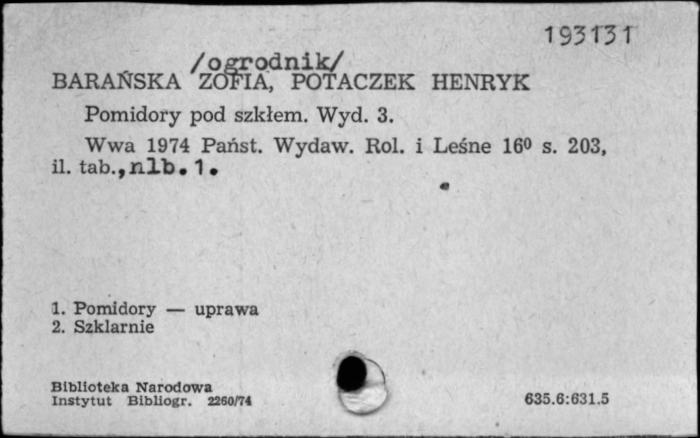 193131
/ogrodnik/
BARAŃSKA ZOFIA, POTACZEK HENRYK
Pomidory pod szkłem. Wyd. 3.
Wwa 1974 Państ. Wydaw. Rol. i Leśne 16⁰ s. 203,
il. tab., nlb. 1.
1. Pomidory — uprawa
2. Szklarnie
Biblioteka Narodowa
Instytut Bibliogr. 2260/74
635.6:631.5